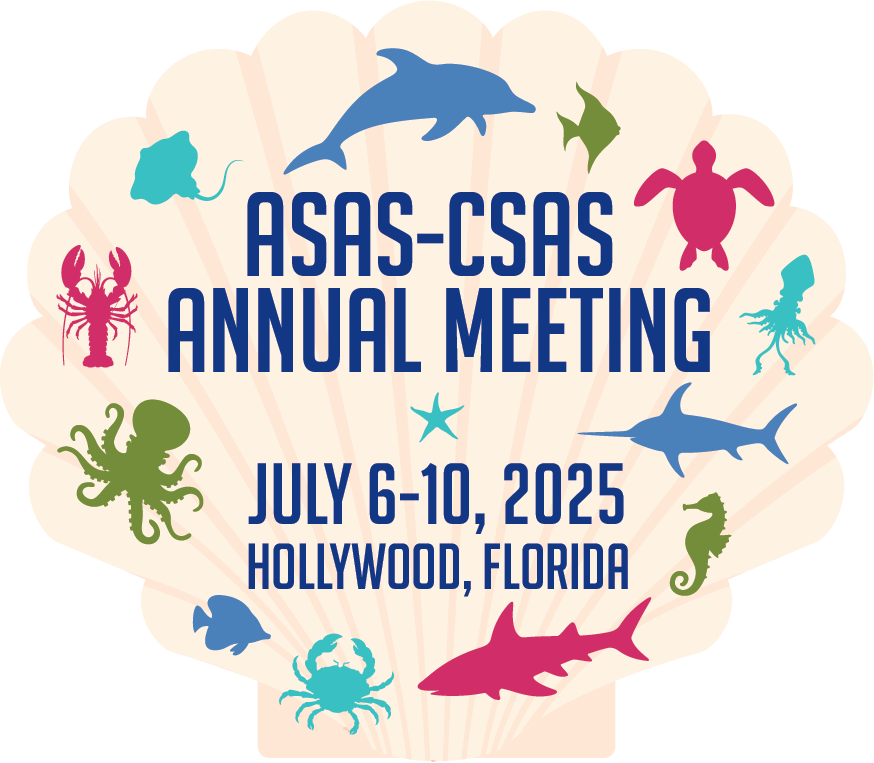 ASAS-CSAS
ANNUAL MEETING
JULY 6-10, 2025
HOLLYWOOD, FLORIDA